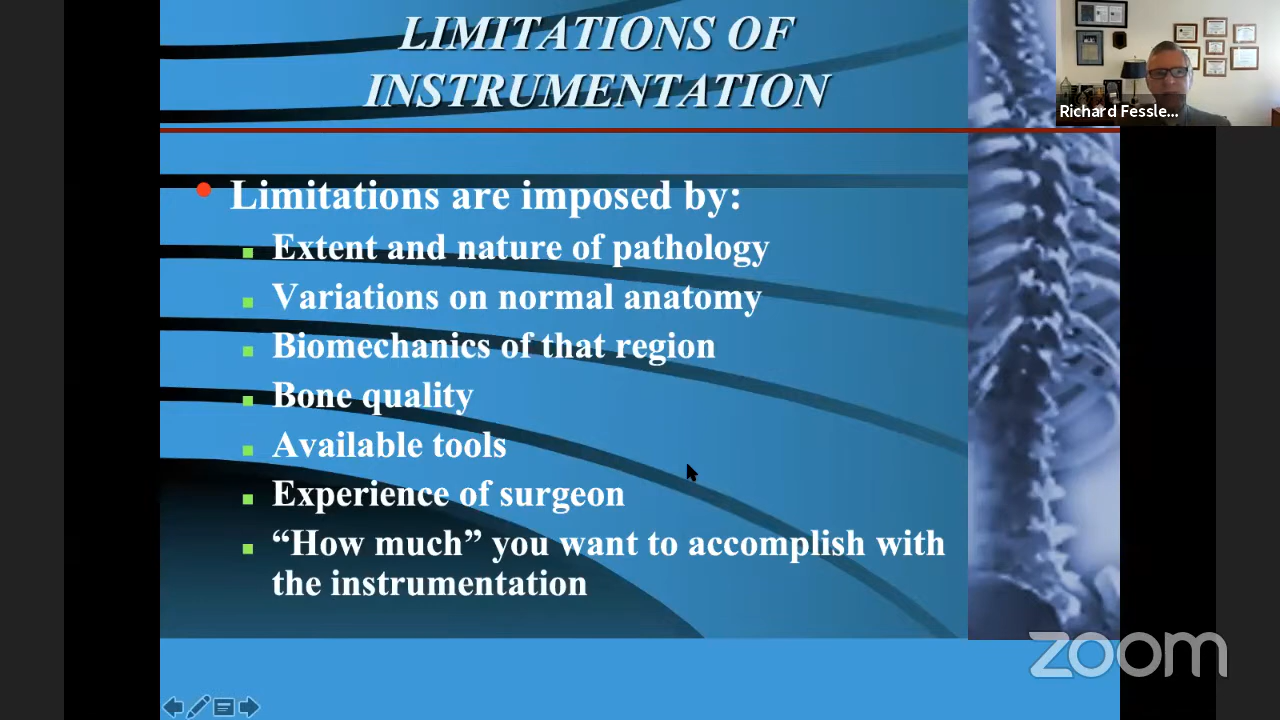 LIMITATIONS OF
INSTRUMENTATION
Richard Fessle...
Limitations are imposed by:
Extent and nature of pathology
Variations on normal anatomy
Biomechanics of that region
Bone quality
Available tools
Experience of surgeon
“How much” you want to accomplish with
the instrumentation
zoom